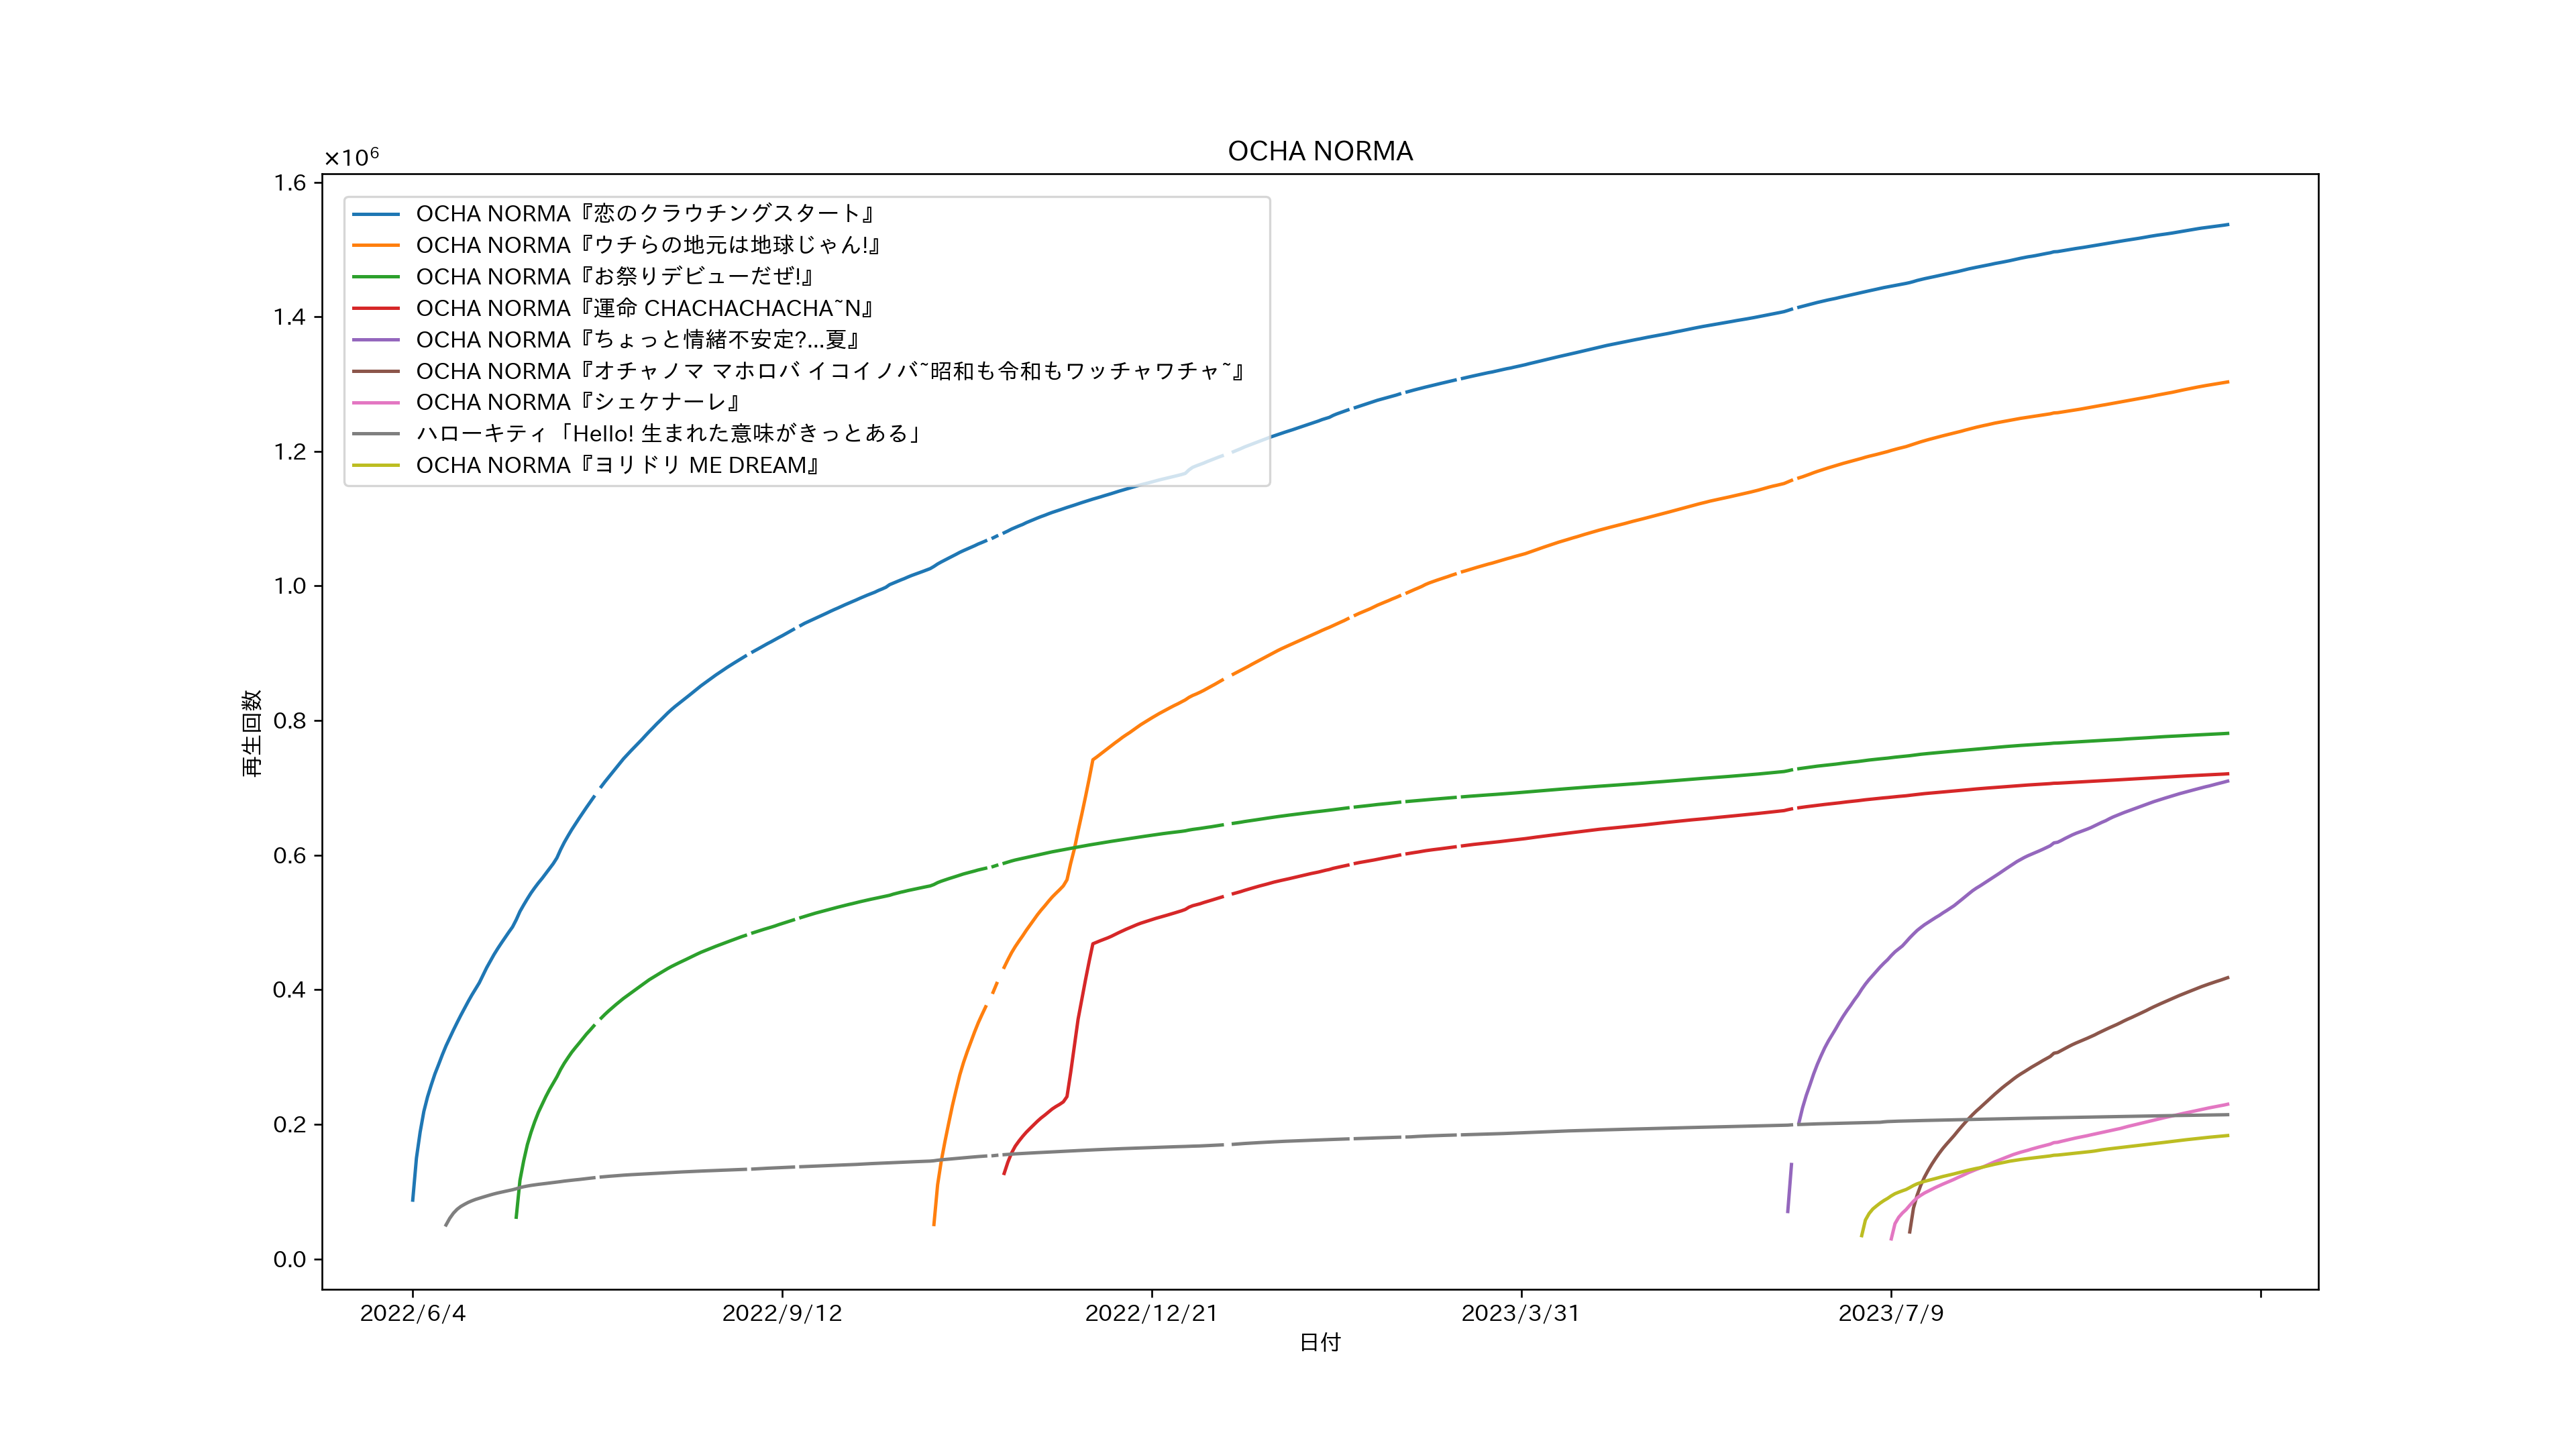 OCHA NORMA
×10⁶
1.6
1.4
1.2
1.0
0.8
0.6
0.4
0.2
0.0
再生回数
OCHA NORMA『恋のクラウチングスタート』
OCHA NORMA『ウチらの地元は地球じゃん!』
OCHA NORMA『お祭りデビューだぜ!』
OCHA NORMA『運命 CHACHACHACHA~N』
OCHA NORMA『ちょっと情緒不安定?…夏』
OCHA NORMA『オチャノマ マホロバ イコイノバ~昭和も令和もワッチャワチャ~』
OCHA NORMA『シェケナーレ』
ハローキティ「Hello! 生まれた意味がきっとある」
OCHA NORMA『ヨリドリ ME DREAM』
2022/6/4
2022/9/12
2022/12/21
2023/3/31
2023/7/9
日付